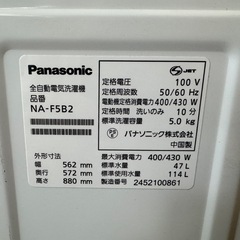 Panasonic
JET
全自動電気洗濯機
品番
NA-F5B2
定格電圧 100 V
定格周波数 50/60 Hz
電動機定格消費電力 400/430 W
定格時間 洗いのみ 10 分
標準洗濯容量 5.0 kg
パナソニック株式会社
中国製
外形寸法
幅 562 mm
奥行 572 mm
高さ 880 mm
最大消費電力 400/430 W
標準水量 47 L
標準使用水量 114 L
製造番号 2452100861